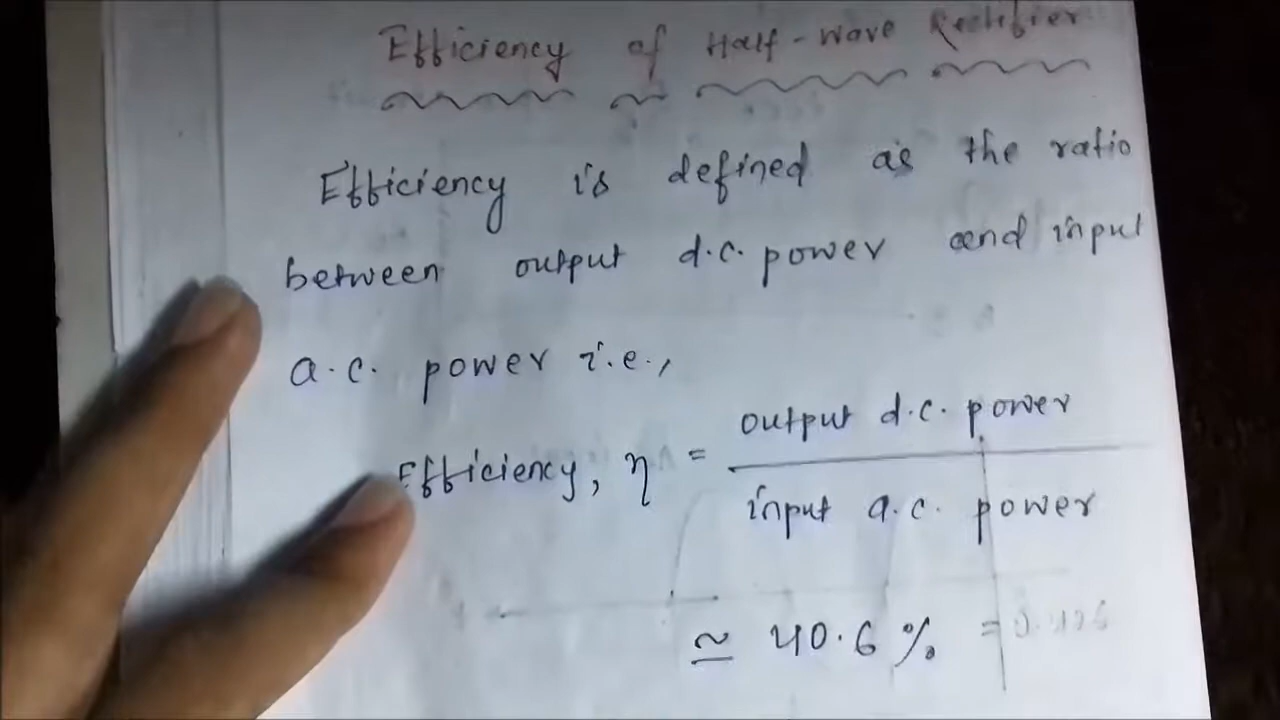 Efficiency of Half-Wave Rectifier
Efficiency is defined as the ratio
between output d.c. power and input
a.c. power i.e.,
Efficiency, η = output d.c. power
input a.c. power
≃ 40.6 %